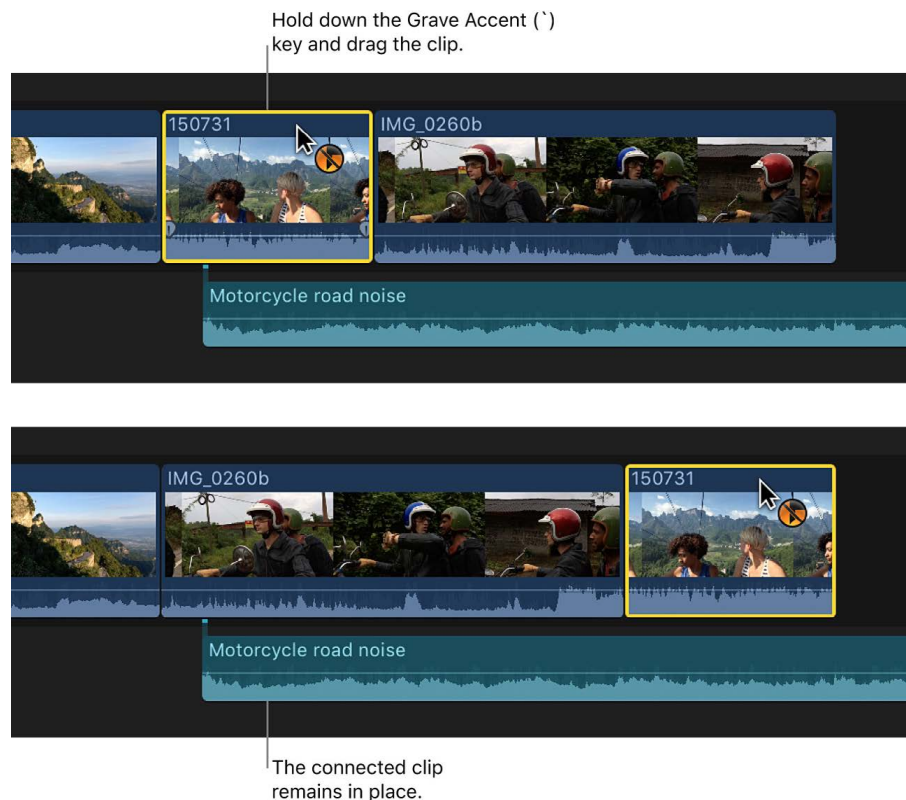 Hold down the Grave Accent (`)
key and drag the clip.
150731
IMG_0260b
Motorcycle road noise
IMG_0260b
150731
Motorcycle road noise
The connected clip
remains in place.